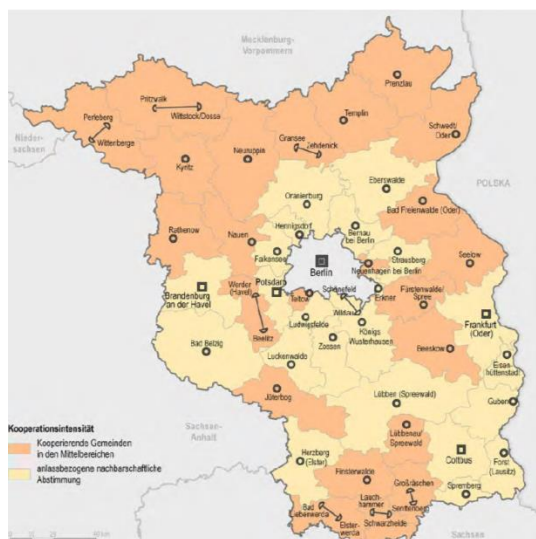 Mecklenburg-
Vorpommern
Prenzlau
Pritzwalk
Wittstock/Dosse
Perleberg
Wittenberge
Templin
Schwedt/
Oder
Gransee
Zehdenick
Nieder-
sachsen
Kyritz
Neuruppin
Eberswalde
POLSKA
Oranienburg
Bad Freienwalde (Oder)
Hennigsdorf
Bernau
bei Berlin
Rathenow
Nauen
Falkensee
Strausberg
Seelow
Berlin
Neuenhagen bei Berlin
Brandenburg
an der Havel
Werder
(Havel)
Potsdam
Teltow
Schönefeld
Wildau
Erkner
Fürstenwalde/
Spree
Frankfurt
(Oder)
Ludwigsfelde
Königs
Wusterhausen
Beelitz
Zossen
Bad Belzig
Beeskow
Eisen-
hüttenstadt
Luckenwalde
Jüterbog
Lübben (Spreewald)
Guben
Sachsen-
Anhalt
Lübbenau/
Spreewald
Kooperationsintensität
Kooperierende Gemeinden
in den Mittelbereichen
anlassbezogene nachbarschaftliche
Abstimmung
Herzberg
(Elster)
Cottbus
Forst
(Lausitz)
Finsterwalde
Großräschen
Spremberg
Bad
Liebenwerda
Lauch-
hammer
Senftenberg
Elster-
werda
Schwarzheide
Sachsen